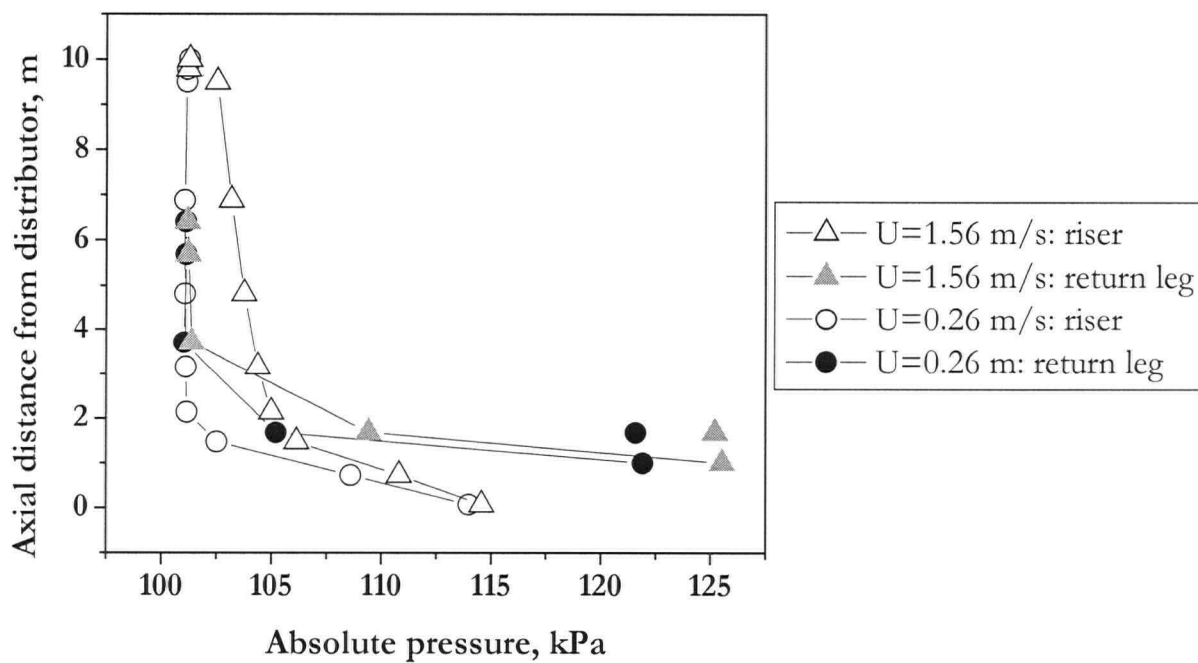 Axial distance from distributor, m
10
8
6
4
2
0
100 105 110 115 120 125
Absolute pressure, kPa
U=1.56 m/s: riser
U=1.56 m/s: return leg
U=0.26 m/s: riser
U=0.26 m: return leg